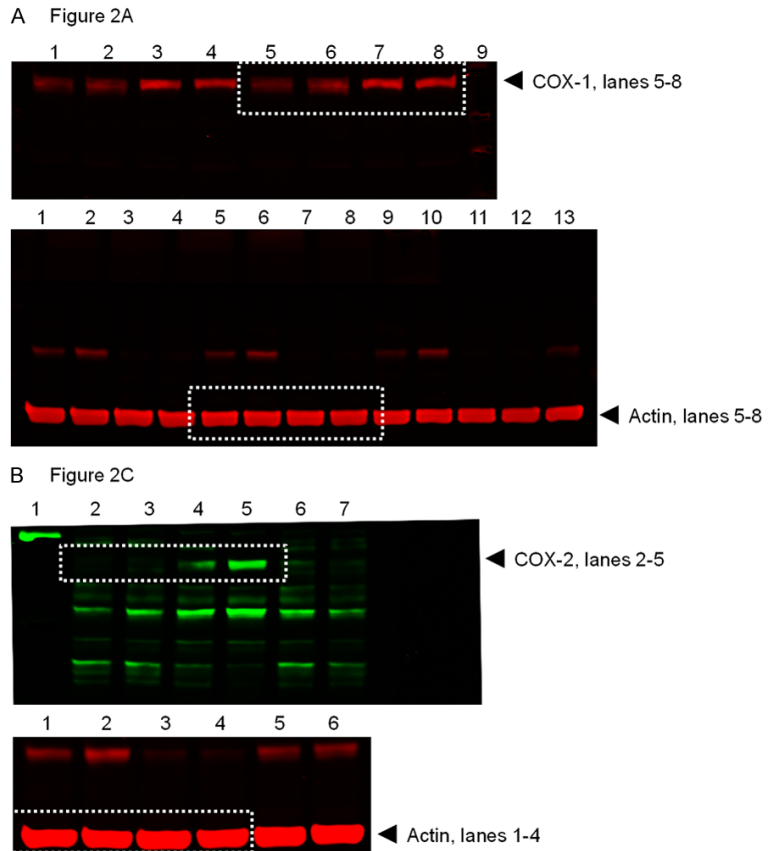 A Figure 2A
1 2 3 4 5 6 7 8 9
COX-1, lanes 5-8
1 2 3 4 5 6 7 8 9 10 11 12 13
Actin, lanes 5-8
B Figure 2C
1 2 3 4 5 6 7
COX-2, lanes 2-5
1 2 3 4 5 6
Actin, lanes 1-4